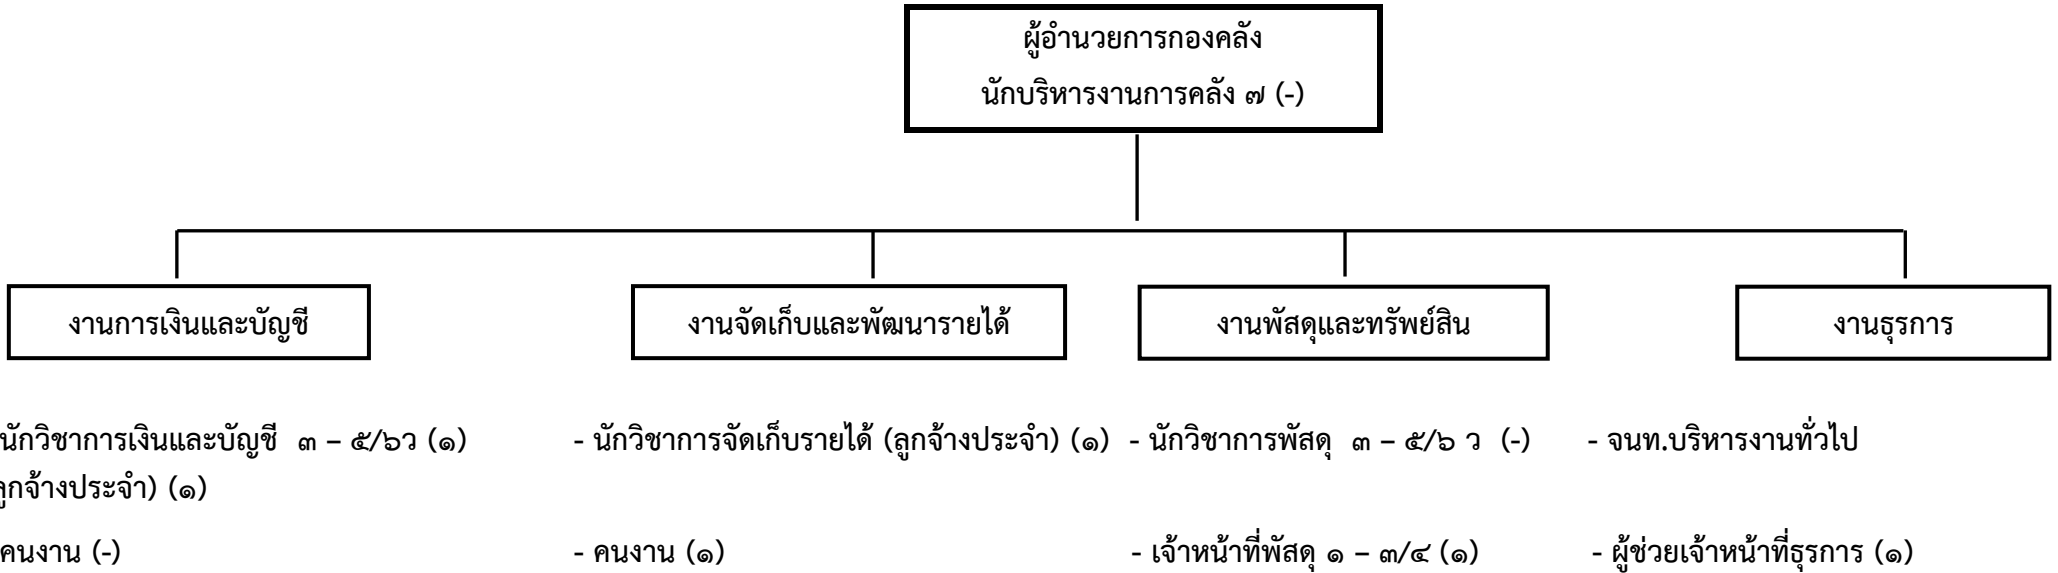 ผู้อำนวยการกองคลัง
นักบริหารงานการคลัง ๗ (-)
งานการเงินและบัญชี
งานจัดเก็บและพัฒนารายได้
งานพัสดุและทรัพย์สิน
งานธุรการ
นักวิชาการเงินและบัญชี ๓ – ๕/๖ว (๑)
- นักวิชาการจัดเก็บรายได้ (ลูกจ้างประจำ) (๑)
- นักวิชาการพัสดุ ๓ – ๕/๖ ว (-)
- จนท.บริหารงานทั่วไป
ลูกจ้างประจำ) (๑)
คนงาน (-)
- คนงาน (๑)
- เจ้าหน้าที่พัสดุ ๑ – ๓/๔ (๑)
- ผู้ช่วยเจ้าหน้าที่ธุรการ (๑)